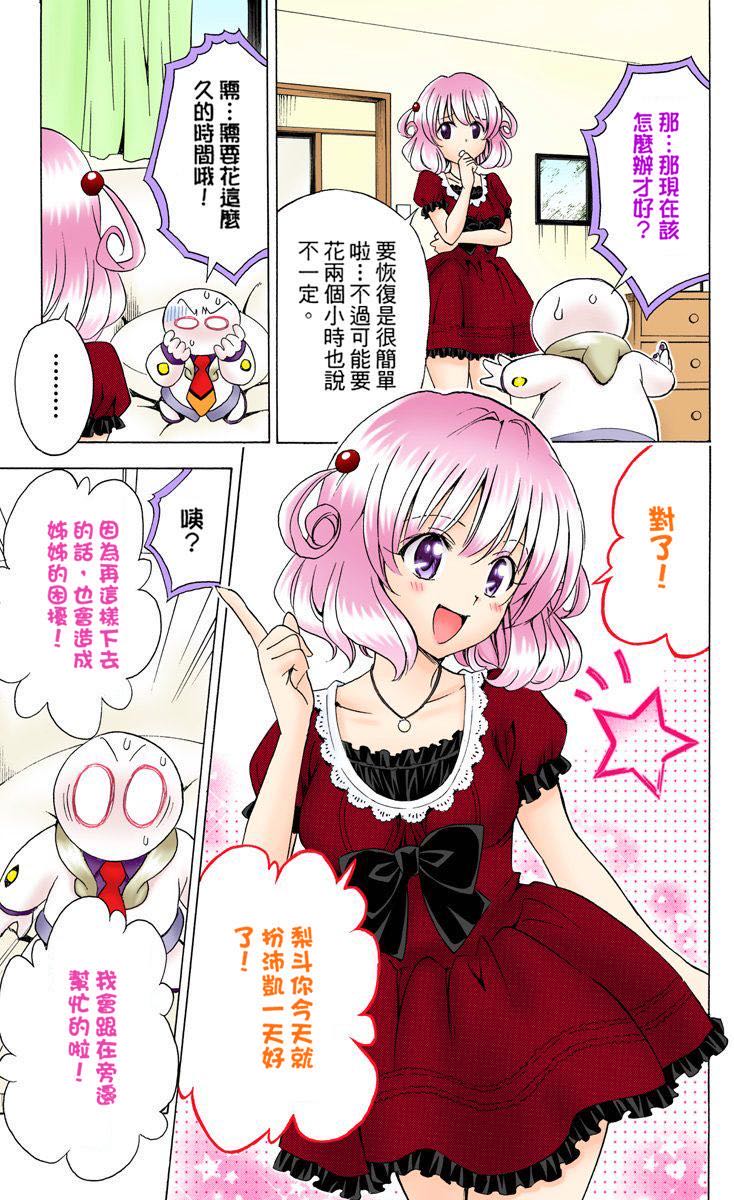 那…那現在該
怎麼辦才好？
要恢復是很簡單
啦…不過可能要
花兩個小時也說
不一定。
需…需要花這麼
久的時間哦！
………
對了！
梨斗你今天就
扮沛凱一天好
了！
咦？
因為再這樣下去
的話，也會造成
姊姊的困擾！
我會跟在旁邊
幫忙的啦！